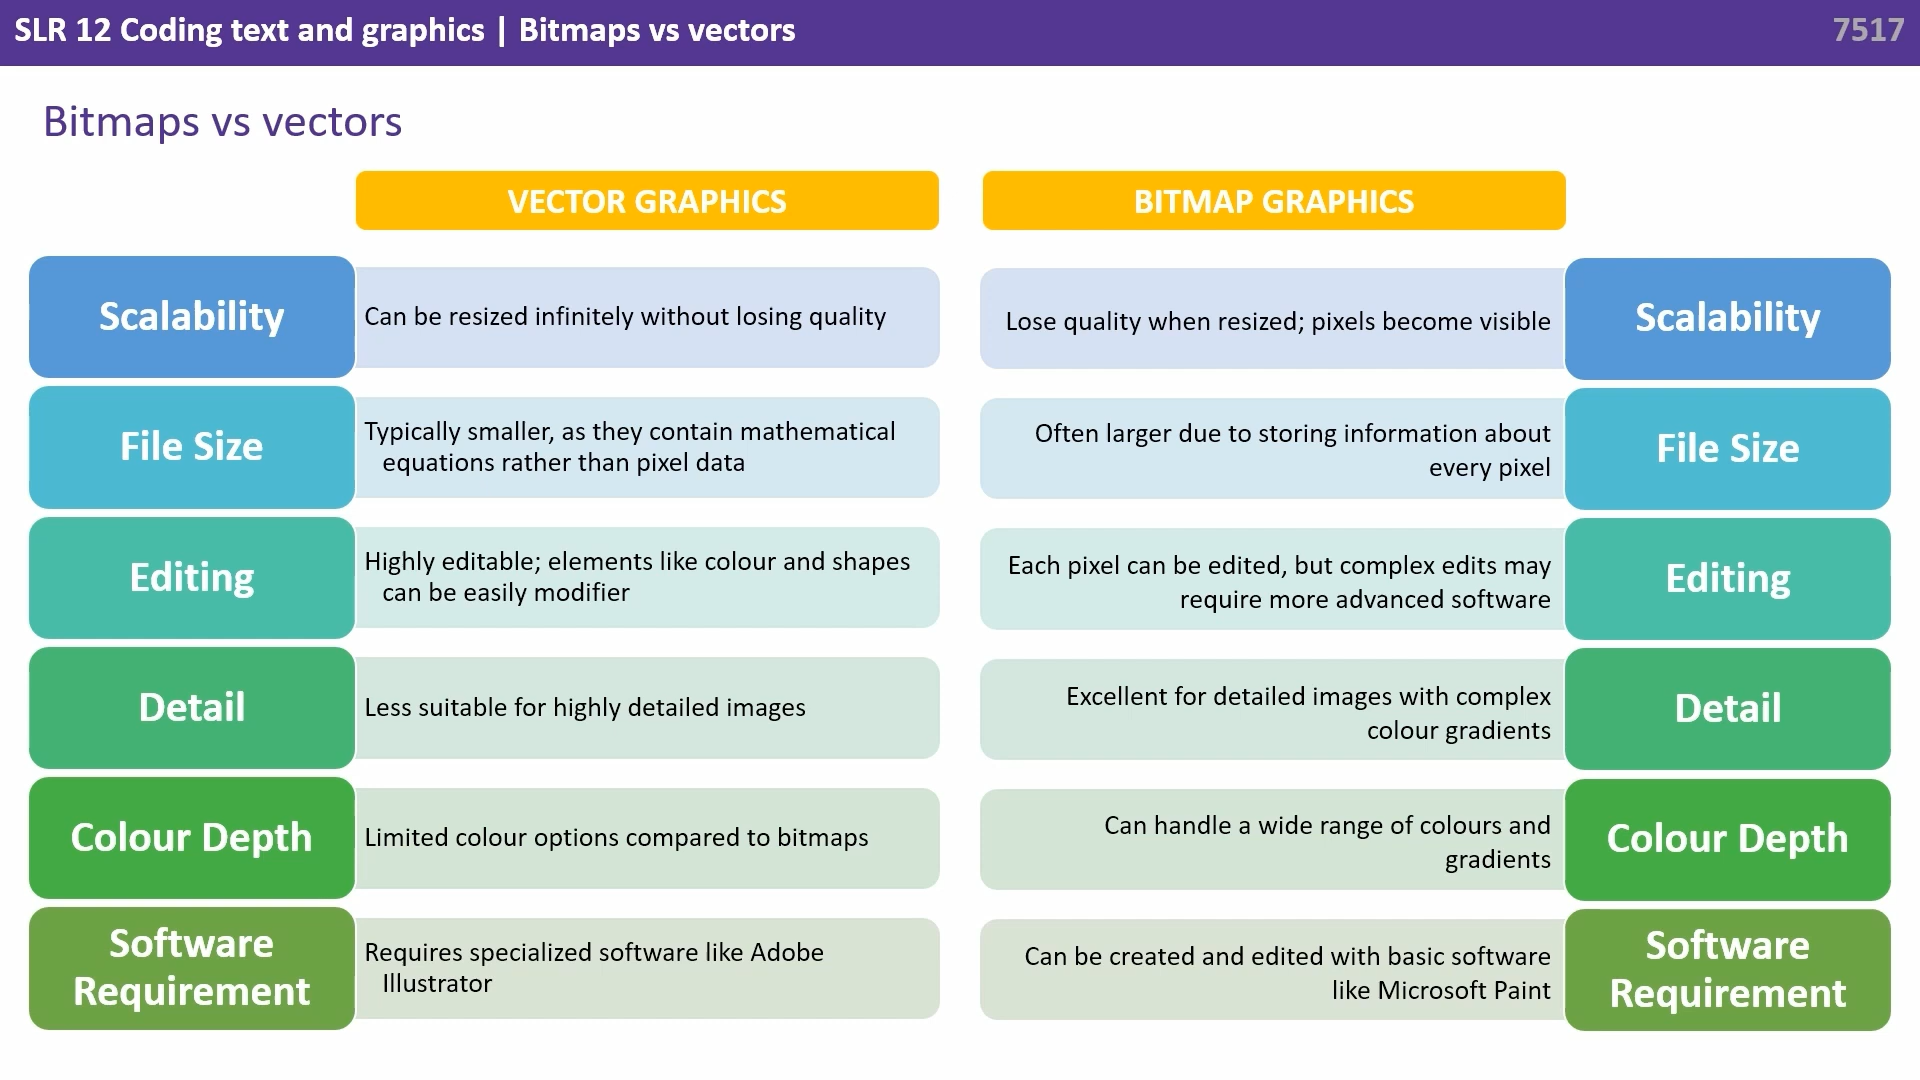 SLR 12 Coding text and graphics | Bitmaps vs vectors
7517
Bitmaps vs vectors
VECTOR GRAPHICS
BITMAP GRAPHICS
Scalability
Can be resized infinitely without losing quality
Lose quality when resized; pixels become visible
Scalability
File Size
Typically smaller, as they contain mathematical
equations rather than pixel data
Often larger due to storing information about
every pixel
File Size
Editing
Highly editable; elements like colour and shapes
can be easily modifier
Each pixel can be edited, but complex edits may
require more advanced software
Editing
Detail
Less suitable for highly detailed images
Excellent for detailed images with complex
colour gradients
Detail
Colour Depth
Limited colour options compared to bitmaps
Can handle a wide range of colours and
gradients
Colour Depth
Software
Requirement
Requires specialized software like Adobe
Illustrator
Can be created and edited with basic software
like Microsoft Paint
Software
Requirement